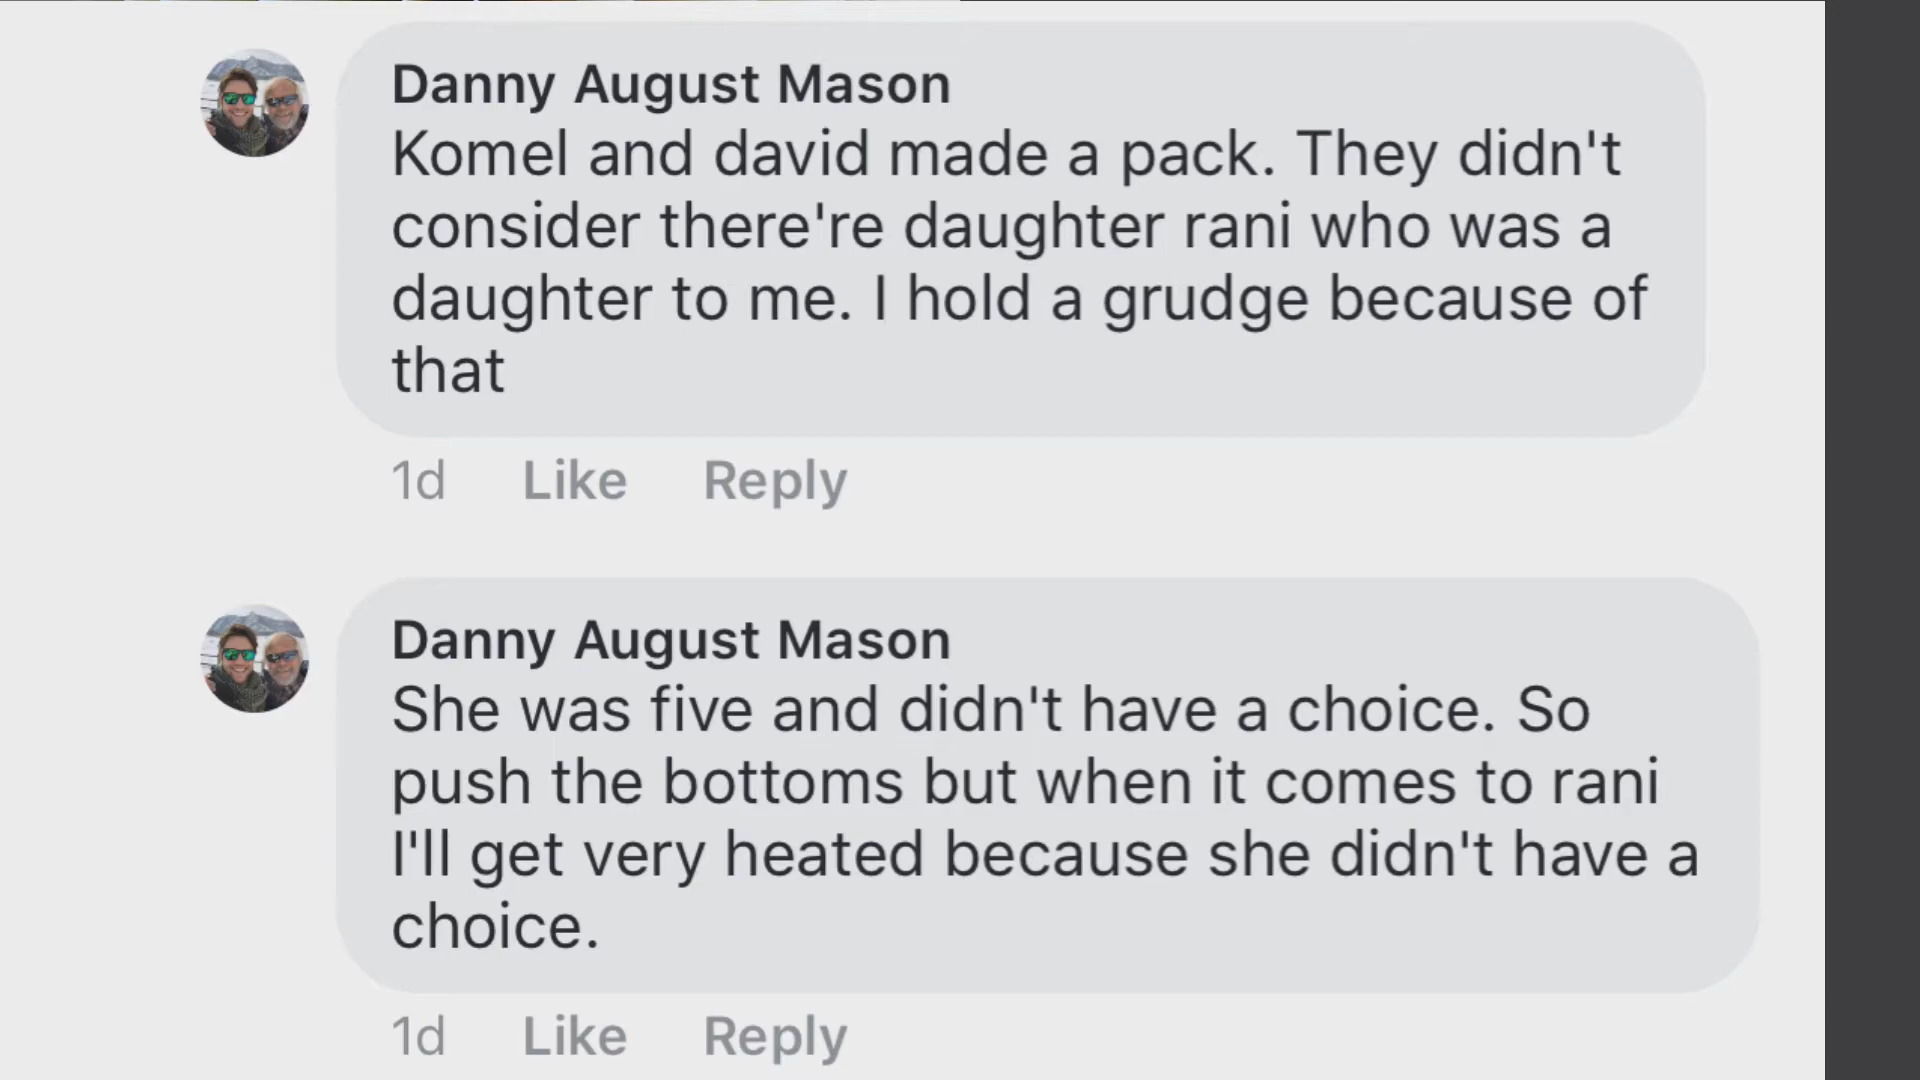 Danny August Mason
Komel and david made a pack. They didn't
consider there're daughter rani who was a
daughter to me. I hold a grudge because of
that
1d Like Reply
Danny August Mason
She was five and didn't have a choice. So
push the bottoms but when it comes to rani
I'll get very heated because she didn't have a
choice.
1d Like Reply